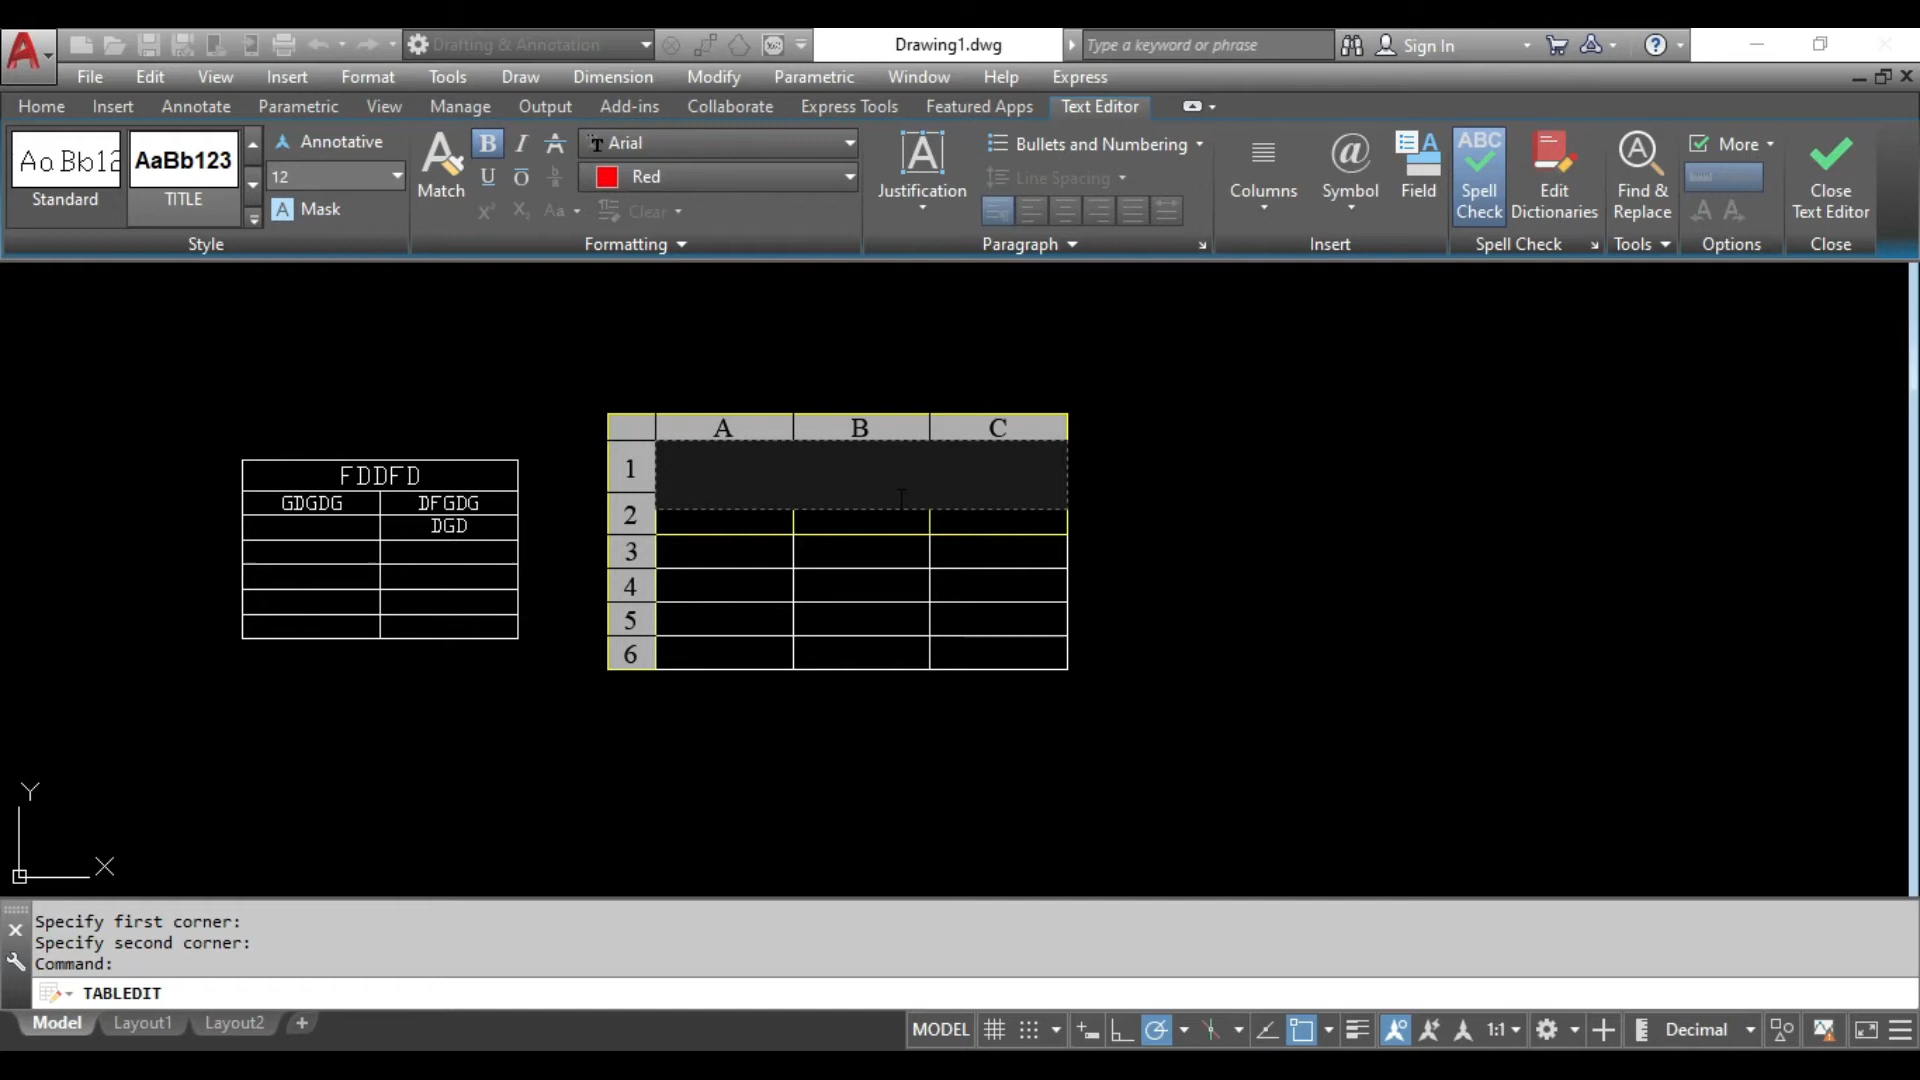 Drafting & Annotation
Drawing1.dwg
Type a keyword or phrase
Sign In
File Edit View Insert Format Tools Draw Dimension Modify Parametric Window Help Express
Home Insert Annotate Parametric View Manage Output Add-ins Collaborate Express Tools Featured Apps Text Editor
AaBb12 AaBb123
Standard TITLE
Annotative
12
Mask
Style
Match
Arial
Red
Clear
Formatting
Justification
Bullets and Numbering
Line Spacing
Paragraph
Columns
Symbol
Field
Insert
ABC
Spell
Check
Edit
Dictionaries
Spell Check
Find &
Replace
Tools
More
Options
Close
Text Editor
Close
FDDFD
GDGDG DFGDG
DGD
A B C
1
2
3
4
5
6
Y
X
Specify first corner:
Specify second corner:
Command:
TABLEDIT
Model Layout1 Layout2 +
MODEL
1:1
Decimal